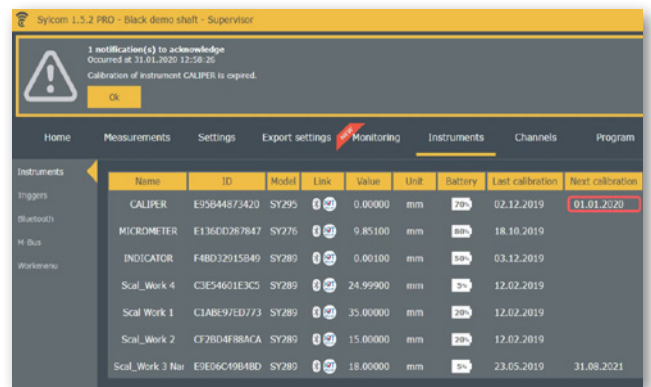 Sylcom 1.5.2 PRO - Black demo shaft - Supervisor
1 notification(s) to acknowledge
Occurred at 31.01.2020 12:58:26
Calibration of instrument CALIPER is expired.
Ok
Home Measurements Settings Export settings NEW Monitoring Instruments Channels Program
Instruments
Triggers
Bluetooth
M-Bus
Workmenu
Name ID Model Link Value Unit Battery Last calibration Next calibration
CALIPER E95B44873420 SY295 0.00000 mm 70% 02.12.2019 01.01.2020
MICROMETER E136DD287847 SY276 9.85100 mm 80% 18.10.2019
INDICATOR F4BD32915B49 SY289 0.00100 mm 50% 03.12.2019
Scal_Work 4 C3E54601E3C5 SY289 24.99900 mm 5% 12.02.2019
Scal Work 1 C1ABE97ED773 SY289 35.00000 mm 20% 12.02.2019
Scal_Work 2 CF2BD4F88ACA SY289 15.00000 mm 20% 12.02.2019
Scal_Work 3 Nar E9E06C49B4BD SY289 18.00000 mm 5% 23.05.2019 31.08.2021